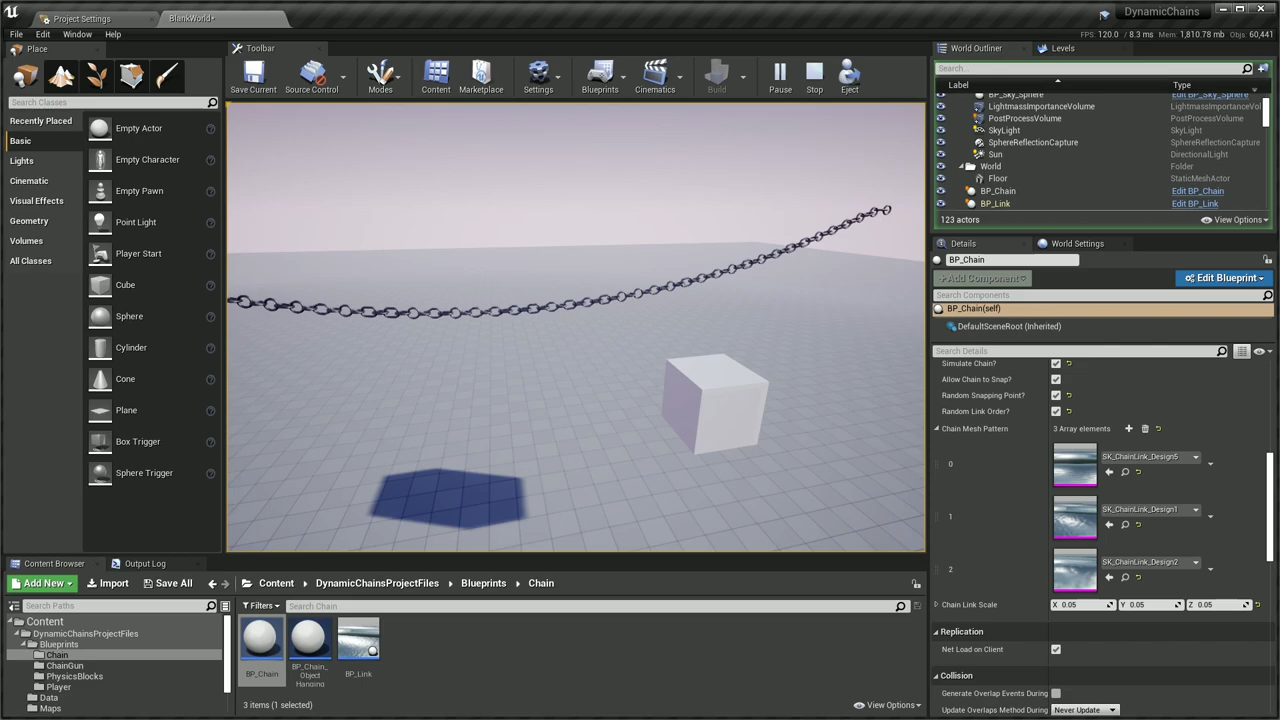 Project Settings
BlankWorld*
DynamicChains
File Edit Window Help
FPS: 120.0 / 8.3 ms Mem: 1,810.78 mb Objs: 60,441
Place
Search Classes
Recently Placed
Basic
Lights
Cinematic
Visual Effects
Geometry
Volumes
All Classes
Empty Actor
Empty Character
Empty Pawn
Point Light
Player Start
Cube
Sphere
Cylinder
Cone
Plane
Box Trigger
Sphere Trigger
Toolbar
Save Current Source Control Modes Content Marketplace Settings Blueprints Cinematics Build Pause Stop Eject
World Outliner Levels
Search...
Label Type
BP_Sky_Sphere Edit BP_Sky_Sphere
LightmassImportanceVolume LightmassImportanceVol
PostProcessVolume PostProcessVolume
SkyLight SkyLight
SphereReflectionCapture SphereReflectionCapture
Sun DirectionalLight
World Folder
Floor StaticMeshActor
BP_Chain Edit BP_Chain
BP_Link Edit BP_Link
123 actors View Options
Details World Settings
BP_Chain
+Add Component Edit Blueprint
Search Components
BP_Chain(self)
DefaultSceneRoot (Inherited)
Search Details
Simulate Chain?
Allow Chain to Snap?
Random Snapping Point?
Random Link Order?
Chain Mesh Pattern 3 Array elements
0 SK_ChainLink_Design5
1 SK_ChainLink_Design1
2 SK_ChainLink_Design2
Chain Link Scale X 0.05 Y 0.05 Z 0.05
Replication
Net Load on Client
Collision
Generate Overlap Events During
Update Overlaps Method During Never Update
Content Browser Output Log
Add New Import Save All Content DynamicChainsProjectFiles Blueprints Chain
Search Paths
Content
DynamicChainsProjectFiles
Blueprints
Chain
ChainGun
PhysicsBlocks
Player
Data
Maps
Filters Search Chain
BP_Chain
BP_Chain_
Object
Hanging
BP_Link
3 items (1 selected) View Options